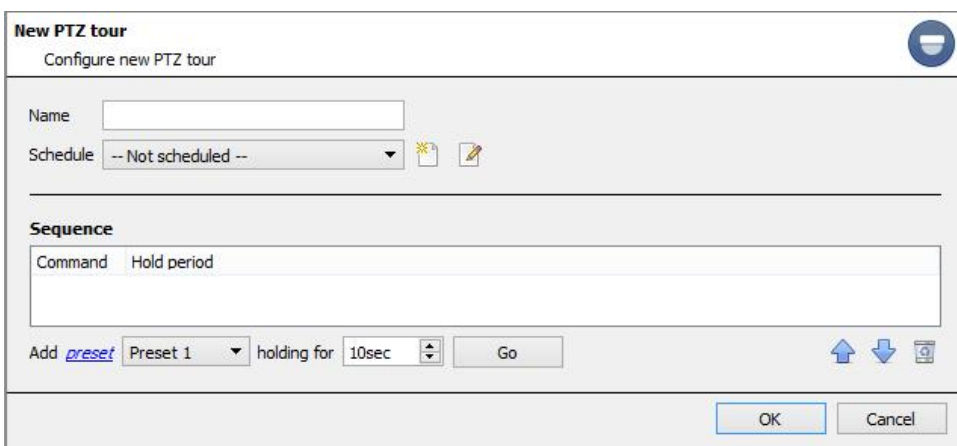 New PTZ tour
Configure new PTZ tour
Name
Schedule -- Not scheduled --
Sequence
Command Hold period
Add preset Preset 1 holding for 10sec Go
OK Cancel